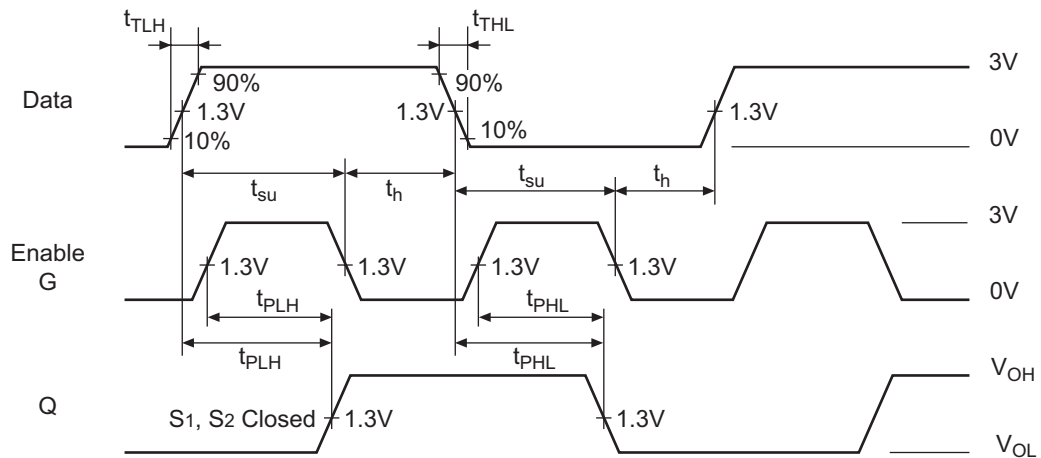 tTLH tTHL
90% 90% 3V
Data 1.3V 1.3V 1.3V
10% 10% 0V
tsu th tsu th
3V
Enable
G 1.3V 1.3V 1.3V 1.3V
0V
tPLH tPHL
tPLH tPHL
VOH
Q S1, S2 Closed 1.3V 1.3V
VOL